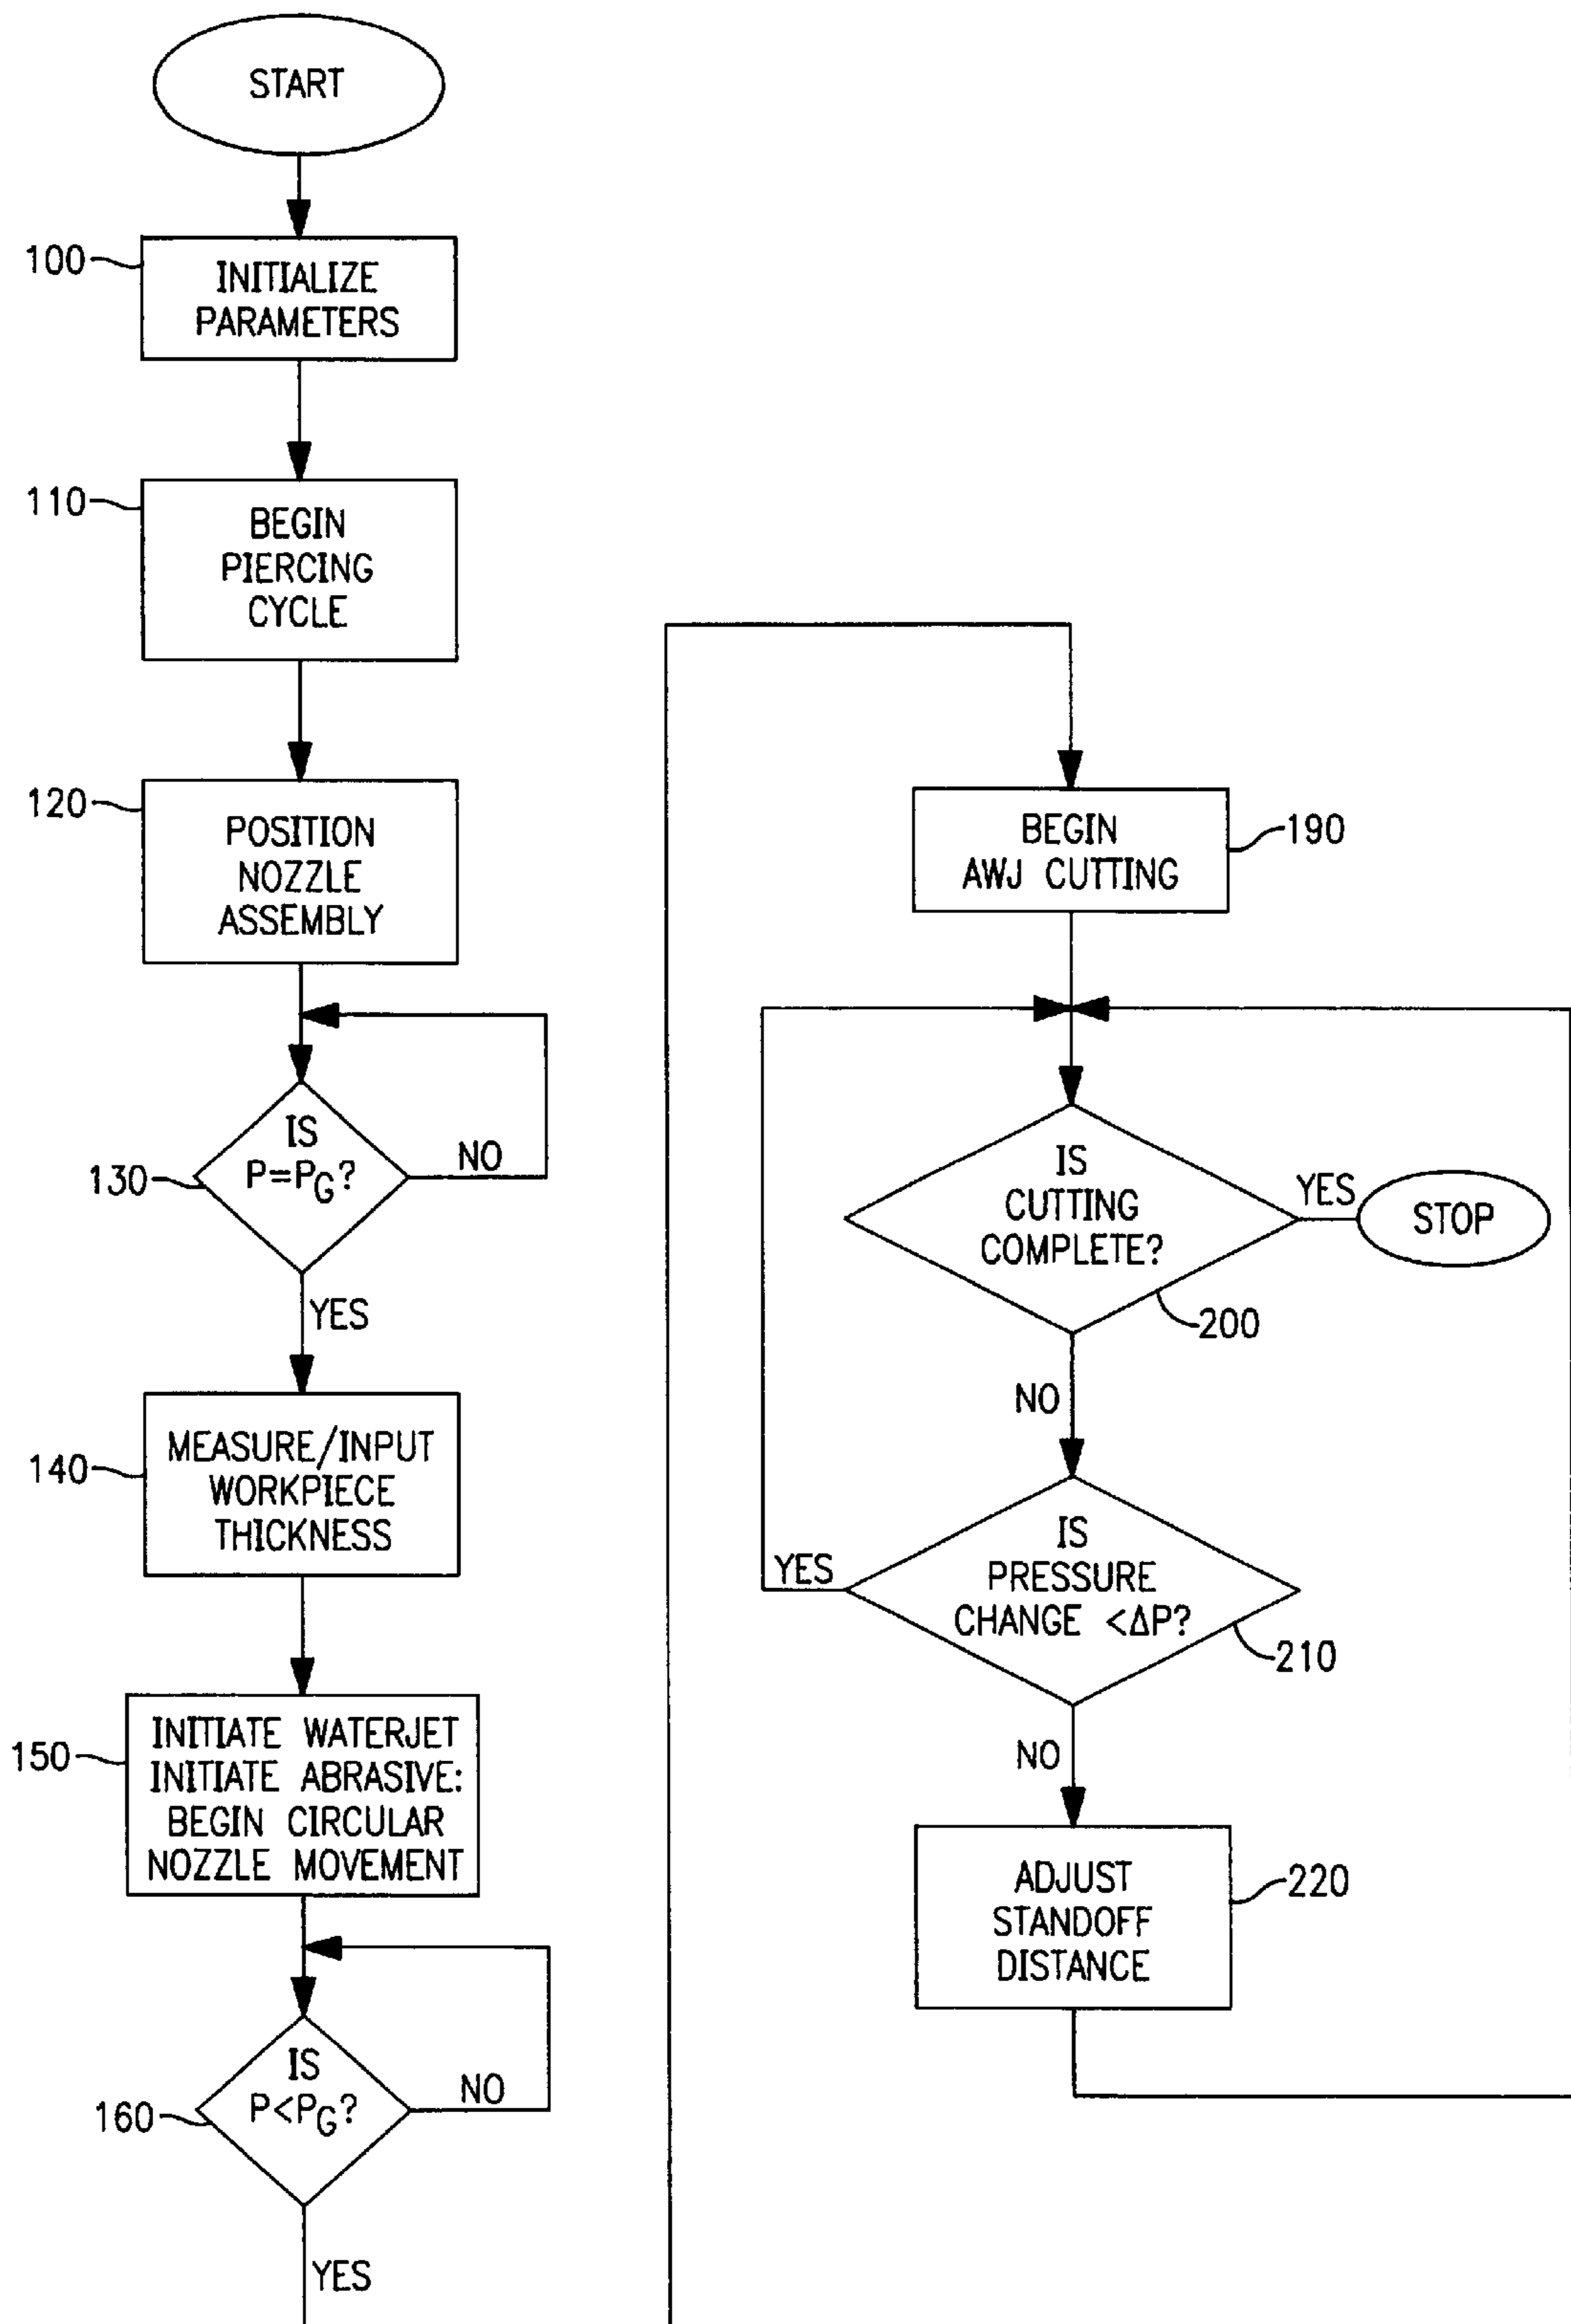 START
100
INITIALIZE
PARAMETERS
110
BEGIN
PIERCING
CYCLE
120
POSITION
NOZZLE
ASSEMBLY
IS
P=PG?
NO
130
YES
140
MEASURE/INPUT
WORKPIECE
THICKNESS
150
INITIATE WATERJET
INITIATE ABRASIVE:
BEGIN CIRCULAR
NOZZLE MOVEMENT
IS
P<PG?
NO
160
YES
BEGIN
AWJ CUTTING
190
IS
CUTTING
COMPLETE?
YES
STOP
200
NO
IS
PRESSURE
CHANGE <ΔP?
YES
210
NO
ADJUST
STANDOFF
DISTANCE
220